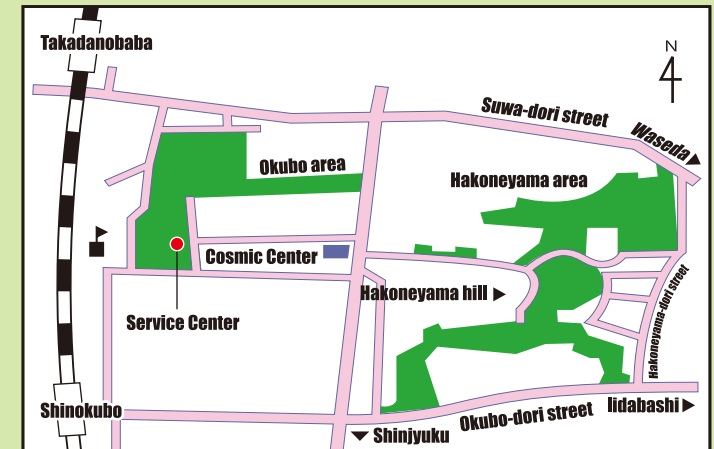 Takadanobaba
N
Suwa-dori street
Waseda
Okubo area
Hakoneyama area
Cosmic Center
Hakoneyama hill
Hakoneyama-dori street
Service Center
Shinokubo
Iidabashi
Okubo-dori street
Shinjyuku